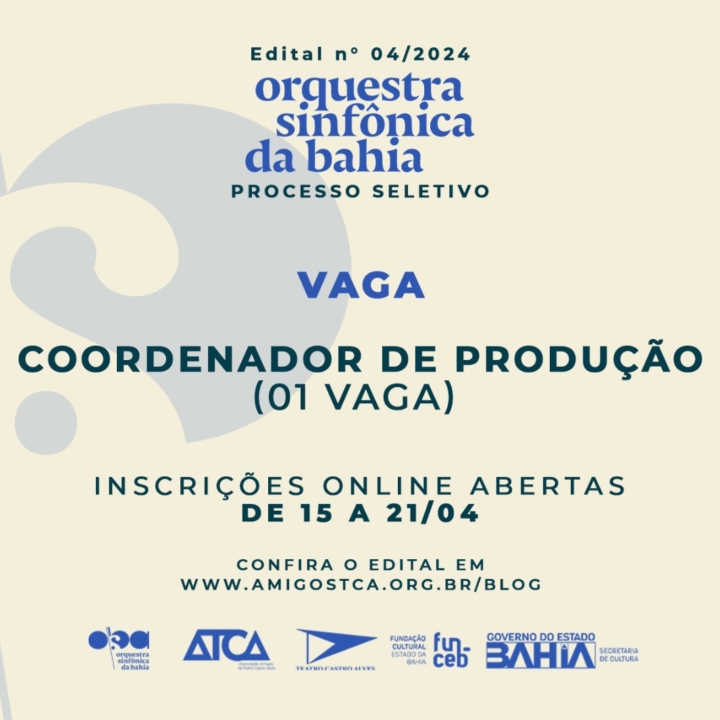 Edital nº 04/2024
orquestra
sinfônica
da bahia
PROCESSO SELETIVO
VAGA
COORDENADOR DE PRODUÇÃO
(01 VAGA)
INSCRIÇÕES ONLINE ABERTAS
DE 15 A 21/04
CONFIRA O EDITAL EM
WWW.AMIGOSTCA.ORG.BR/BLOG
orquestra
sinfônica
da bahia
ATCA
TEATRO CASTRO ALVES
FUNDAÇÃO
CULTURAL
ESTADO DA
BAHIA
fun
ceb
GOVERNO DO ESTADO
BAHIA
SECRETARIA
DE CULTURA